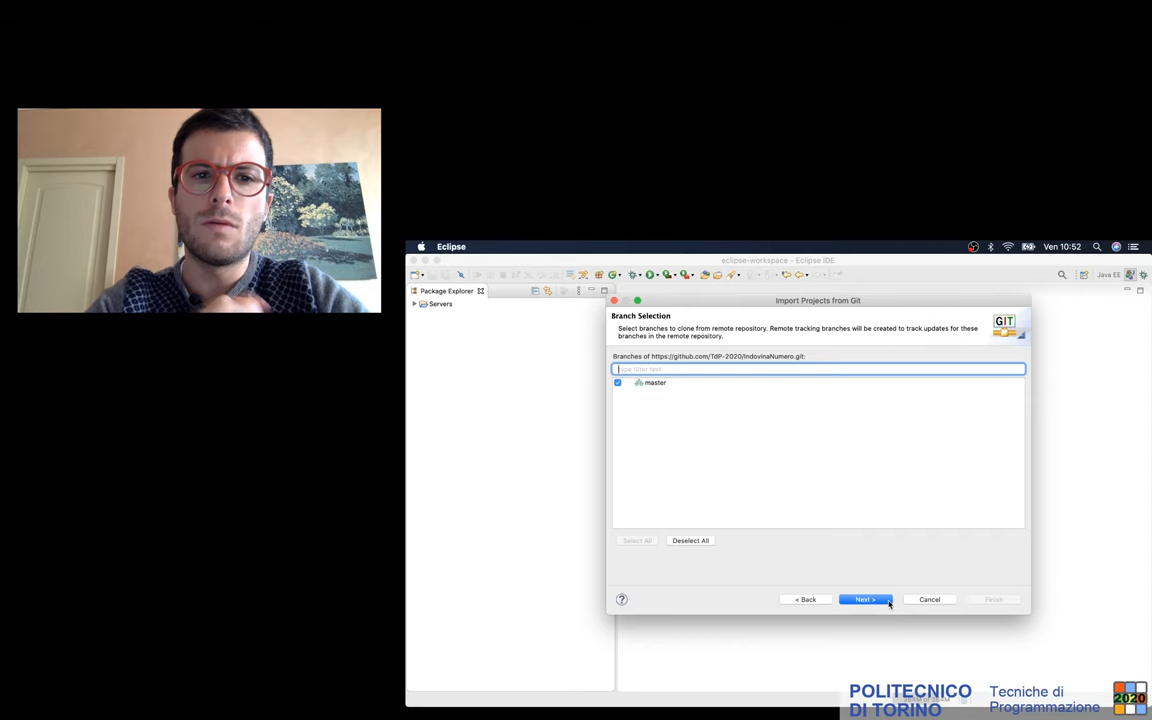 Eclipse
Ven 10:52
eclipse-workspace - Eclipse IDE
Java EE
Package Explorer
Servers
Import Projects from Git
Branch Selection
Select branches to clone from remote repository. Remote tracking branches will be created to track updates for these
branches in the remote repository.
GIT
Branches of https://github.com/TdP-2020/IndovinaNumero.git:
type filter text
master
Select All
Deselect All
?
< Back
Next >
Cancel
Finish
POLITECNICO
DI TORINO
Tecniche di
Programmazione
2020